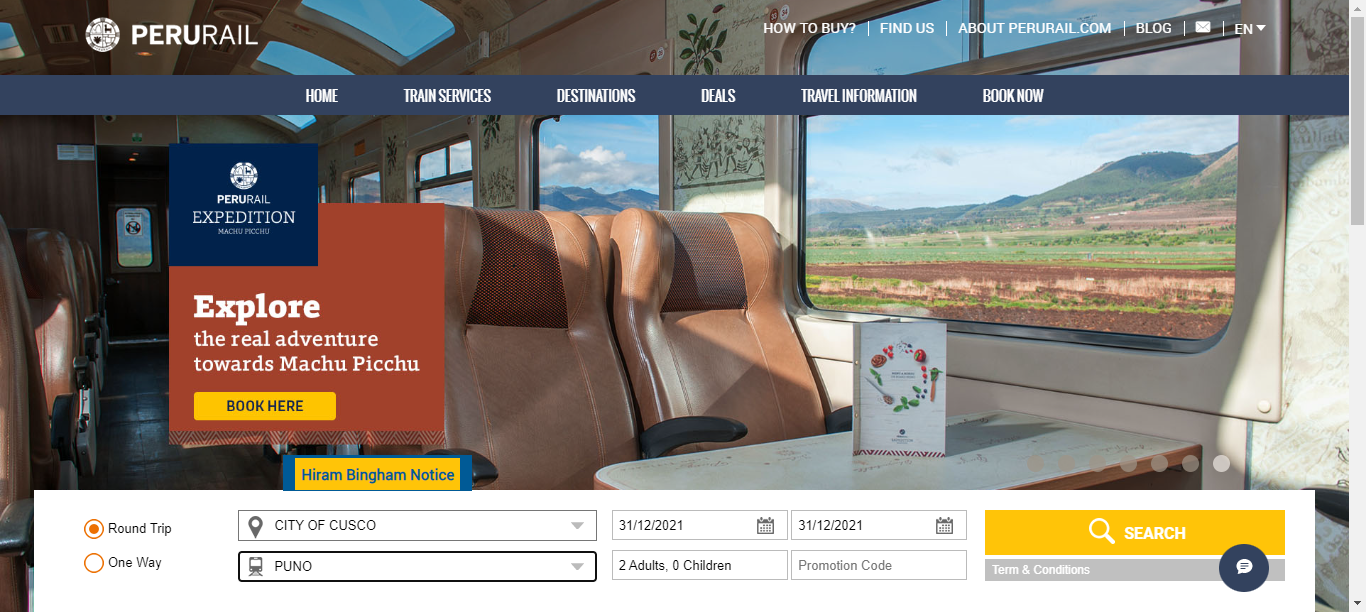 PERURAIL
HOW TO BUY?
FIND US
ABOUT PERURAIL.COM
BLOG
EN
HOME
TRAIN SERVICES
DESTINATIONS
DEALS
TRAVEL INFORMATION
BOOK NOW
PERURAIL
EXPEDITION
MACHU PICCHU
Explore
the real adventure
towards Machu Picchu
BOOK HERE
Hiram Bingham Notice
Round Trip
One Way
CITY OF CUSCO
PUNO
31/12/2021
31/12/2021
2 Adults, 0 Children
Promotion Code
SEARCH
Term & Conditions